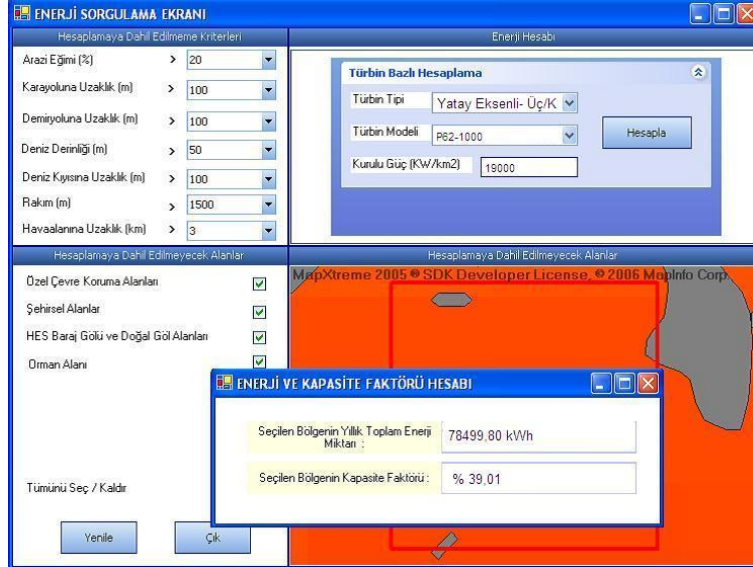 ENERJİ SORGULAMA EKRANI
Hesaplamaya Dahil Edilmeme Kriterleri
Arazi Eğimi (%) > 20
Karayoluna Uzaklık (m) > 100
Demiryoluna Uzaklık (m) > 100
Deniz Derinliği (m) > 50
Deniz Kıyısına Uzaklık (m) > 100
Rakım (m) > 1500
Havaalanına Uzaklık (km) > 3
Enerji Hesabı
Türbin Bazlı Hesaplama
Türbin Tipi Yatay Eksenli- Üç/K
Türbin Modeli P62-1000
Hesapla
Kurulu Güç (KW/km2) 19000
Hesaplamaya Dahil Edilmeyecek Alanlar
Özel Çevre Koruma Alanları
Şehirsel Alanlar
HES Baraj Gölü ve Doğal Göl Alanları
Orman Alanı
Tümünü Seç / Kaldır
Yenile Çık
Hesaplamaya Dahil Edilmeyecek Alanlar
MapXtreme 2005 ® SDK Developer License, © 2006 MapInfo Corp.
ENERJİ VE KAPASİTE FAKTÖRÜ HESABI
Seçilen Bölgenin Yıllık Toplam Enerji
Miktarı : 78499,80 kWh
Seçilen Bölgenin Kapasite Faktörü : % 39,01